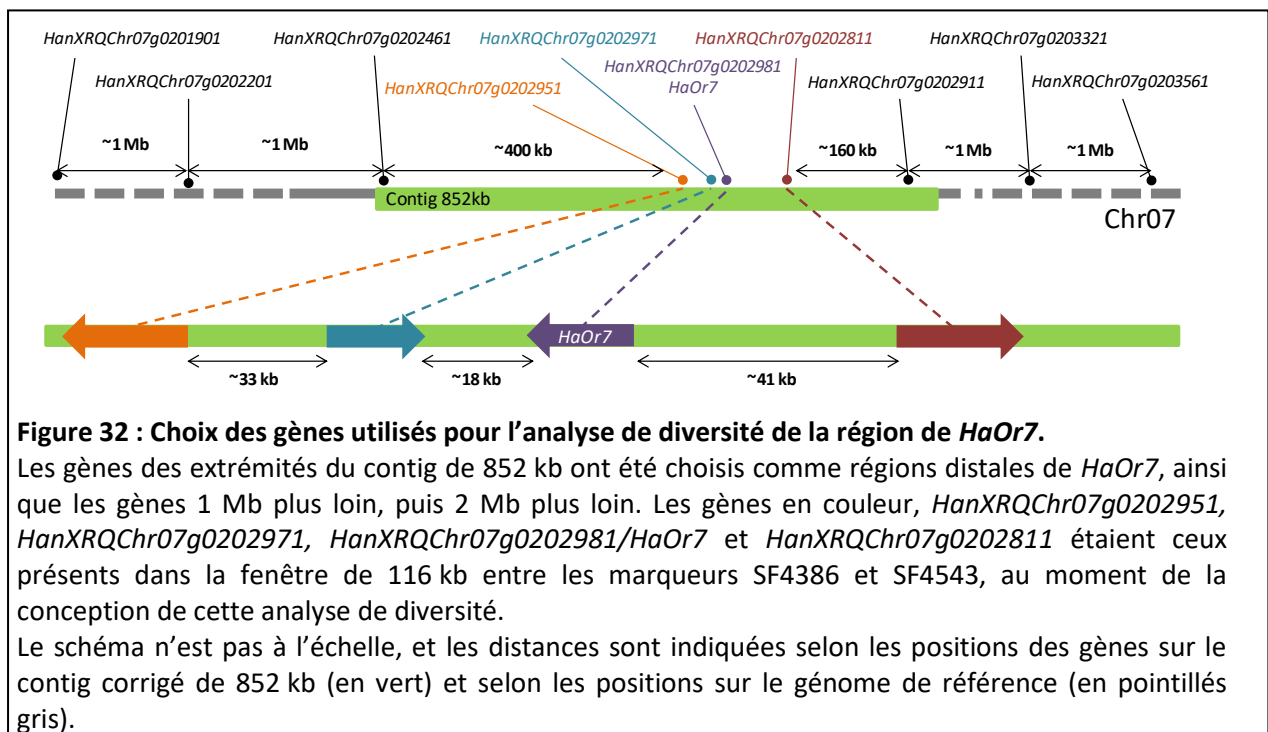 HanXRQChr07g0201901
HanXRQChr07g0202461
HanXRQChr07g0202971
HanXRQChr07g0202811
HanXRQChr07g0203321
HanXRQChr07g0202201
HanXRQChr07g0202951
HanXRQChr07g0202981
HaOr7
HanXRQChr07g0202911
HanXRQChr07g0203561
~1 Mb
~1 Mb
~400 kb
~160 kb
~1 Mb
~1 Mb
Contig 852kb
Chr07
HaOr7
~33 kb
~18 kb
~41 kb
Figure 32 : Choix des gènes utilisés pour l’analyse de diversité de la région de HaOr7.
Les gènes des extrémités du contig de 852 kb ont été choisis comme régions distales de HaOr7, ainsi
que les gènes 1 Mb plus loin, puis 2 Mb plus loin. Les gènes en couleur, HanXRQChr07g0202951,
HanXRQChr07g0202971, HanXRQChr07g0202981/HaOr7 et HanXRQChr07g0202811 étaient ceux
présents dans la fenêtre de 116 kb entre les marqueurs SF4386 et SF4543, au moment de la
conception de cette analyse de diversité.
Le schéma n’est pas à l’échelle, et les distances sont indiquées selon les positions des gènes sur le
contig corrigé de 852 kb (en vert) et selon les positions sur le génome de référence (en pointillés
gris).